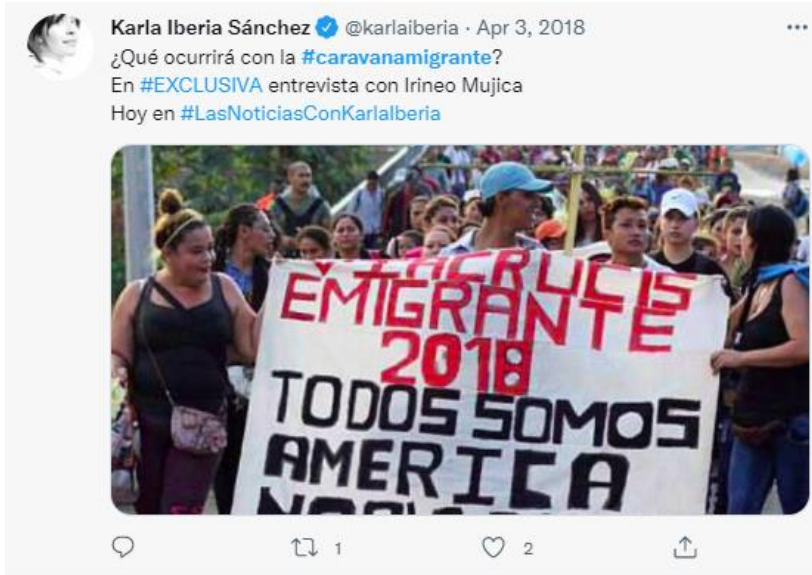 Karla Iberia Sánchez @karlaiberia · Apr 3, 2018
¿Qué ocurrirá con la #caravanamigrante?
En #EXCLUSIVA entrevista con Irineo Mujica
Hoy en #LasNoticiasConKarlaIberia
VIACRUCIS
EMIGRANTE
2018
TODOS SOMOS
AMERICA
1 2